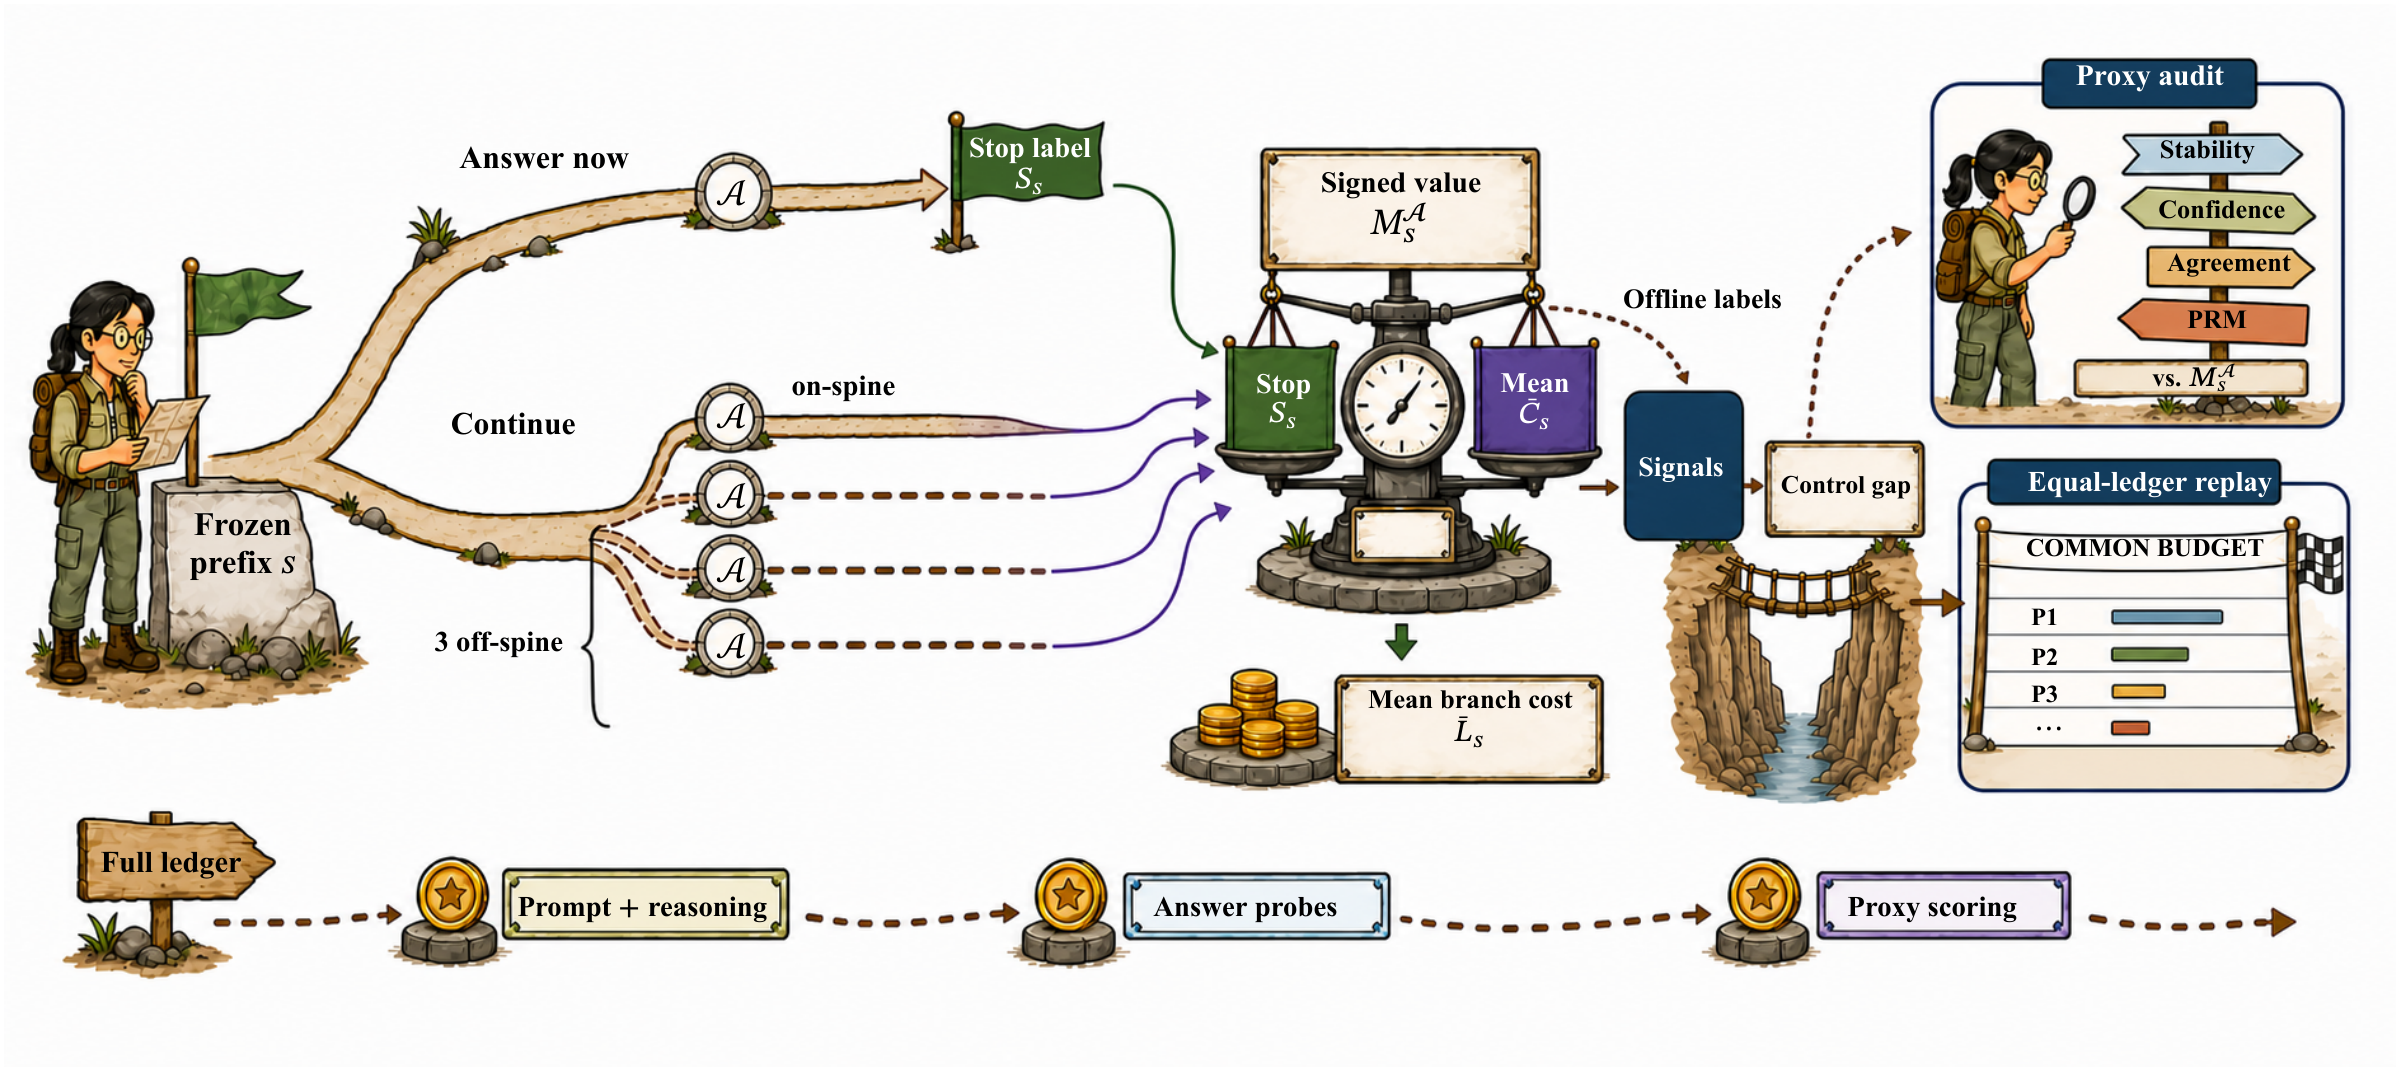 Answer now
𝒜
Stop label
S_s
Frozen
prefix s
Continue
on-spine
𝒜
𝒜
𝒜
𝒜
3 off-spine
Signed value
M_s^𝒜
Stop
S_s
Mean
C̄_s
Mean branch cost
L̄_s
Offline labels
Signals
Control gap
Proxy audit
Stability
Confidence
Agreement
PRM
vs. M_s^𝒜
Equal-ledger replay
COMMON BUDGET
P1
P2
P3
...
Full ledger
Prompt + reasoning
Answer probes
Proxy scoring